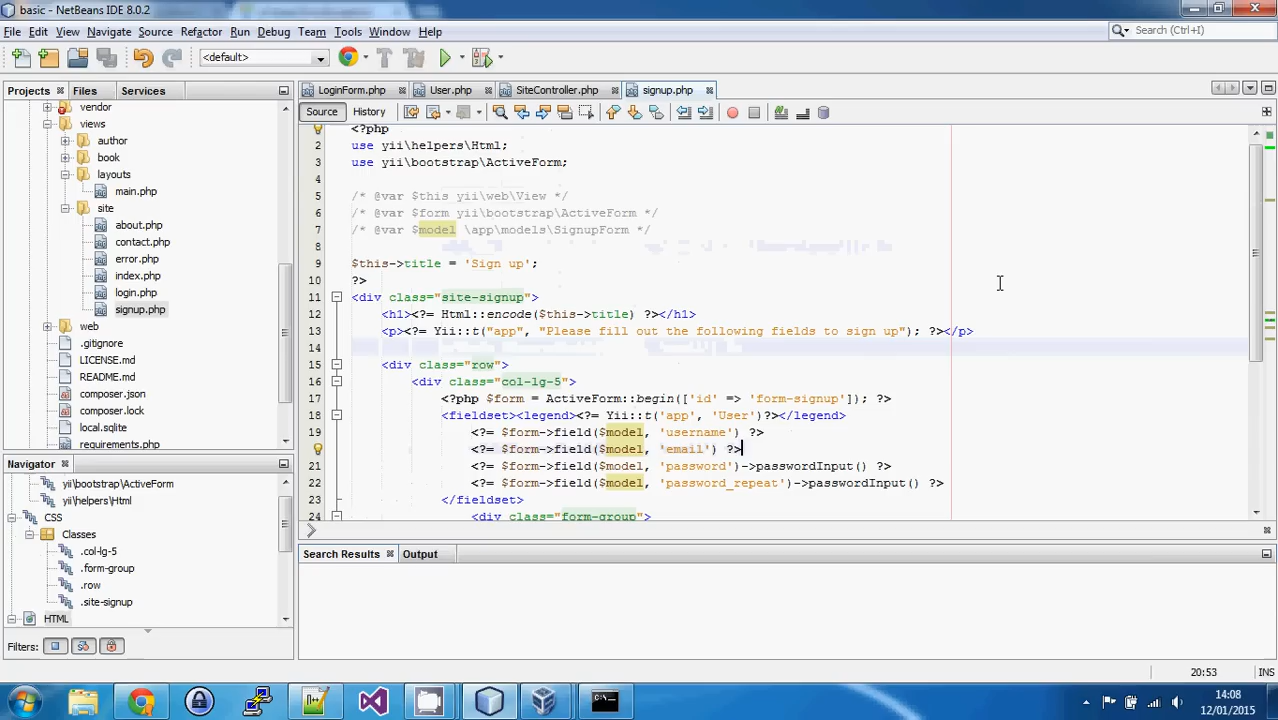 basic - NetBeans IDE 8.0.2
File Edit View Navigate Source Refactor Run Debug Team Tools Window Help
Search (Ctrl+I)
<default>
Projects Files Services
LoginForm.php User.php SiteController.php signup.php
Source History
vendor
views
author
book
layouts
main.php
site
about.php
contact.php
error.php
index.php
login.php
signup.php
web
.gitignore
LICENSE.md
README.md
composer.json
composer.lock
local.sqlite
requirements.php
<?php
2 use yii\helpers\Html;
3 use yii\bootstrap\ActiveForm;
4
5 /* @var $this yii\web\View */
6 /* @var $form yii\bootstrap\ActiveForm */
7 /* @var $model \app\models\SignupForm */
8
9 $this->title = 'Sign up';
10 ?>
11 <div class="site-signup">
12 <h1><?= Html::encode($this->title) ?></h1>
13 <p><?= Yii::t("app", "Please fill out the following fields to sign up"); ?></p>
14
15 <div class="row">
16 <div class="col-lg-5">
17 <?php $form = ActiveForm::begin(['id' => 'form-signup']); ?>
18 <fieldset><legend><?= Yii::t('app', 'User')?></legend>
19 <?= $form->field($model, 'username') ?>
<?= $form->field($model, 'email') ?>
21 <?= $form->field($model, 'password')->passwordInput() ?>
22 <?= $form->field($model, 'password_repeat')->passwordInput() ?>
23 </fieldset>
24 <div class="form-group">
Navigator
yii\bootstrap\ActiveForm
yii\helpers\Html
CSS
Classes
.col-lg-5
.form-group
.row
.site-signup
HTML
Filters:
Search Results Output
20:53 INS
14:08
12/01/2015